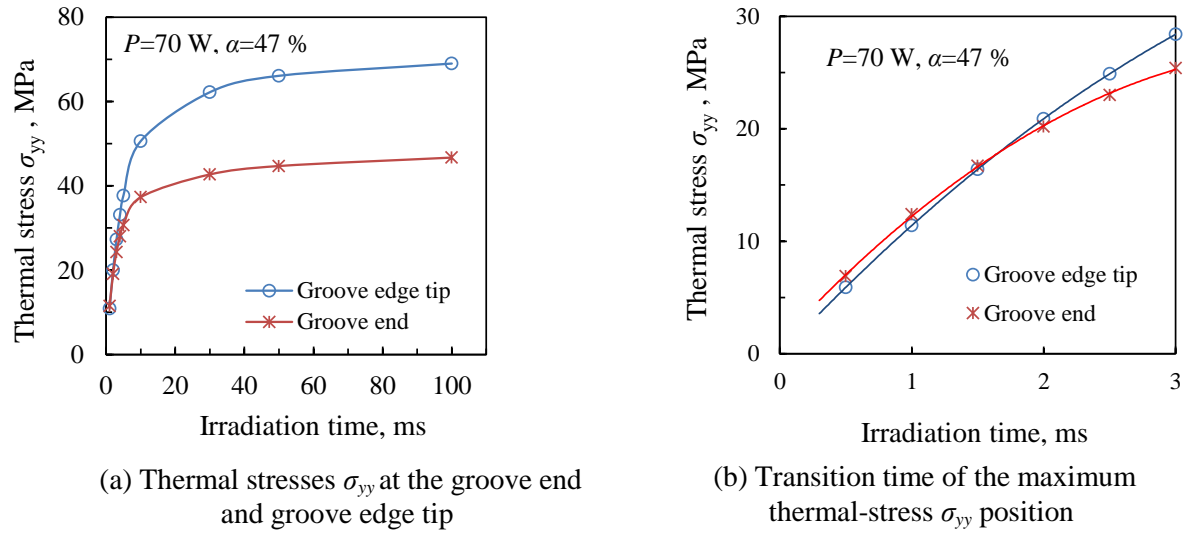 80
60
40
20
0
Thermal stress σyy , MPa
P=70 W, α=47 %
Groove edge tip
Groove end
0 20 40 60 80 100
Irradiation time, ms
(a) Thermal stresses σyy at the groove end
and groove edge tip
30
20
10
0
Thermal stress σyy, MPa
P=70 W, α=47 %
Groove edge tip
Groove end
0 1 2 3
Irradiation time, ms
(b) Transition time of the maximum
thermal-stress σyy position